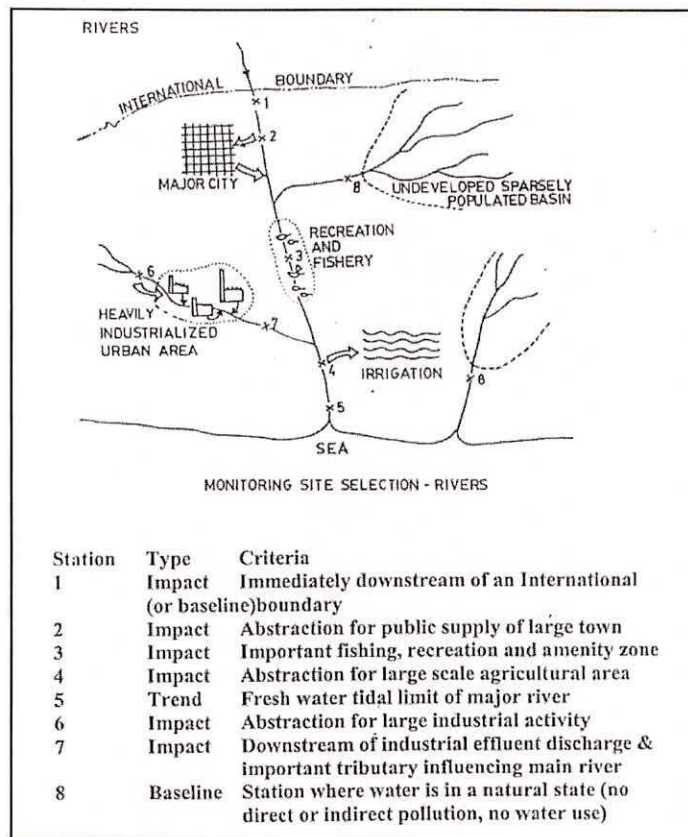 RIVERS
INTERNATIONAL BOUNDARY
1
2
MAJOR CITY
8
UNDEVELOPED SPARSELY
POPULATED BASIN
RECREATION
AND
FISHERY
3
6
HEAVILY
INDUSTRIALIZED
URBAN AREA
7
4
IRRIGATION
8
5
SEA
MONITORING SITE SELECTION - RIVERS
Station Type Criteria
1 Impact Immediately downstream of an International
(or baseline)boundary
2 Impact Abstraction for public supply of large town
3 Impact Important fishing, recreation and amenity zone
4 Impact Abstraction for large scale agricultural area
5 Trend Fresh water tidal limit of major river
6 Impact Abstraction for large industrial activity
7 Impact Downstream of industrial effluent discharge &
important tributary influencing main river
8 Baseline Station where water is in a natural state (no
direct or indirect pollution, no water use)